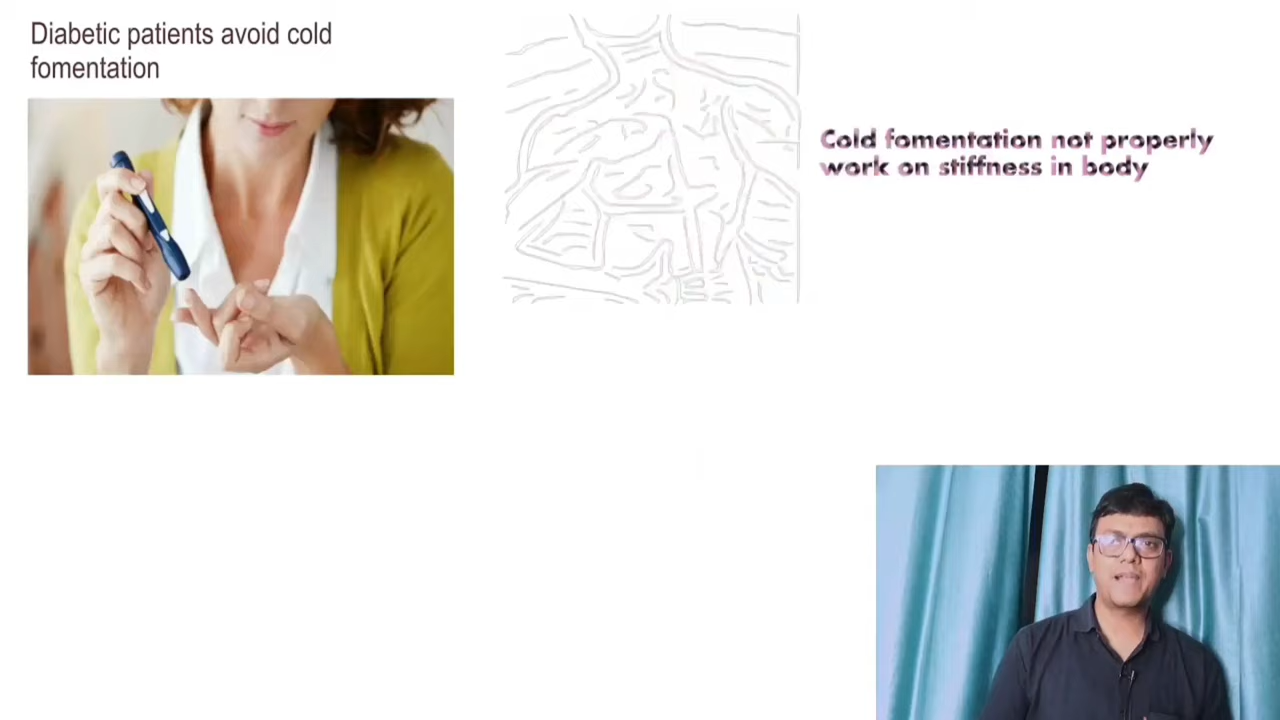 Diabetic patients avoid cold
fomentation
Cold fomentation not properly
work on stiffness in body